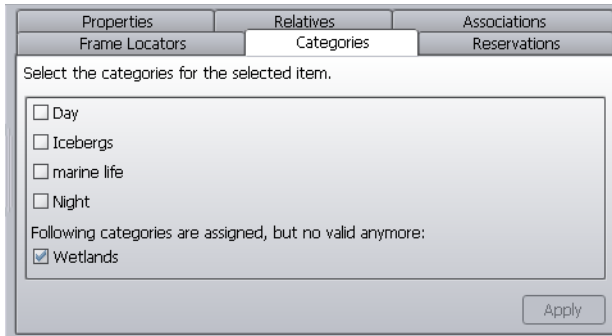 Properties Relatives Associations
Frame Locators Categories Reservations
Select the categories for the selected item.
Day
Icebergs
marine life
Night
Following categories are assigned, but no valid anymore:
Wetlands
Apply